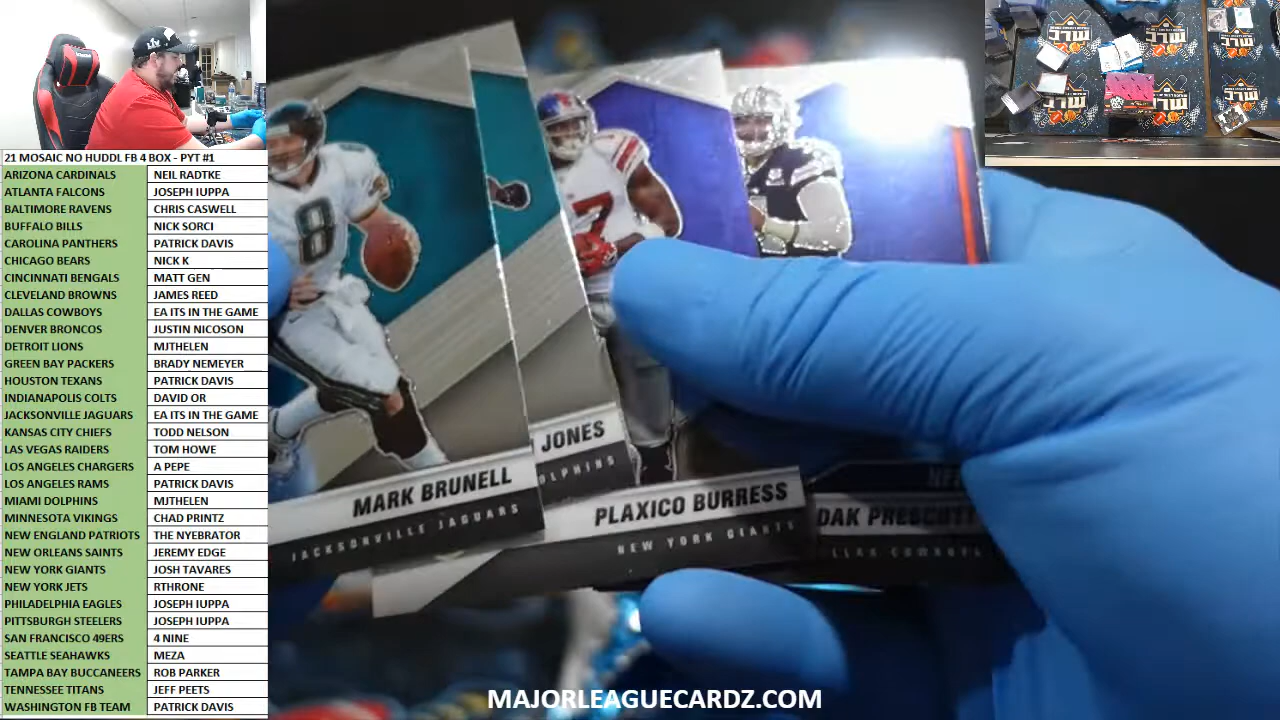 21 MOSAIC NO HUDDL FB 4 BOX - PYT #1
ARIZONA CARDINALS NEIL RADTKE
ATLANTA FALCONS JOSEPH IUPPA
BALTIMORE RAVENS CHRIS CASWELL
BUFFALO BILLS NICK SORCI
CAROLINA PANTHERS PATRICK DAVIS
CHICAGO BEARS NICK K
CINCINNATI BENGALS MATT GEN
CLEVELAND BROWNS JAMES REED
DALLAS COWBOYS EA ITS IN THE GAME
DENVER BRONCOS JUSTIN NICOSON
DETROIT LIONS MJTHELEN
GREEN BAY PACKERS BRADY NEMEYER
HOUSTON TEXANS PATRICK DAVIS
INDIANAPOLIS COLTS DAVID OR
JACKSONVILLE JAGUARS EA ITS IN THE GAME
KANSAS CITY CHIEFS TODD NELSON
LAS VEGAS RAIDERS TOM HOWE
LOS ANGELES CHARGERS A PEPE
LOS ANGELES RAMS PATRICK DAVIS
MIAMI DOLPHINS MJTHELEN
MINNESOTA VIKINGS CHAD PRINTZ
NEW ENGLAND PATRIOTS THE NYEBRATOR
NEW ORLEANS SAINTS JEREMY EDGE
NEW YORK GIANTS JOSH TAVARES
NEW YORK JETS RTHRONE
PHILADELPHIA EAGLES JOSEPH IUPPA
PITTSBURGH STEELERS JOSEPH IUPPA
SAN FRANCISCO 49ERS 4 NINE
SEATTLE SEAHAWKS MEZA
TAMPA BAY BUCCANEERS ROB PARKER
TENNESSEE TITANS JEFF PEETS
WASHINGTON FB TEAM PATRICK DAVIS
8
MARK BRUNELL
JACKSONVILLE JAGUARS
JONES
OLPHINS
7
PLAXICO BURRESS
NEW YORK GIANTS
DAK PRESCOTT
LLAS COWBOYS
MAJORLEAGUECARDZ.COM